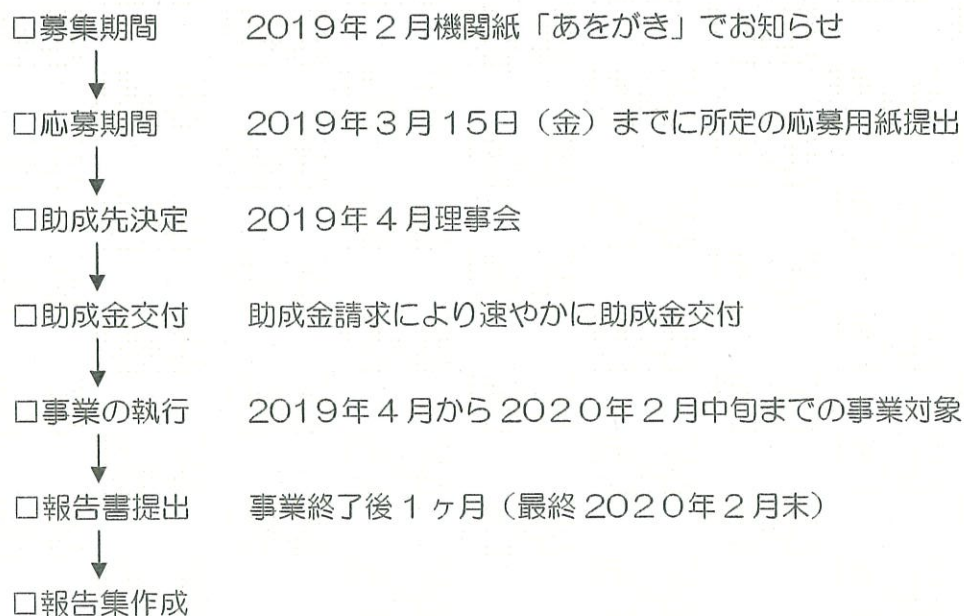 □募集期間 2019年2月機関紙「あをがき」でお知らせ
□応募期間 2019年3月15日（金）までに所定の応募用紙提出
□助成先決定 2019年4月理事会
□助成金交付 助成金請求により速やかに助成金交付
□事業の執行 2019年4月から2020年2月中旬までの事業対象
□報告書提出 事業終了後1ヶ月（最終2020年2月末）
□報告集作成